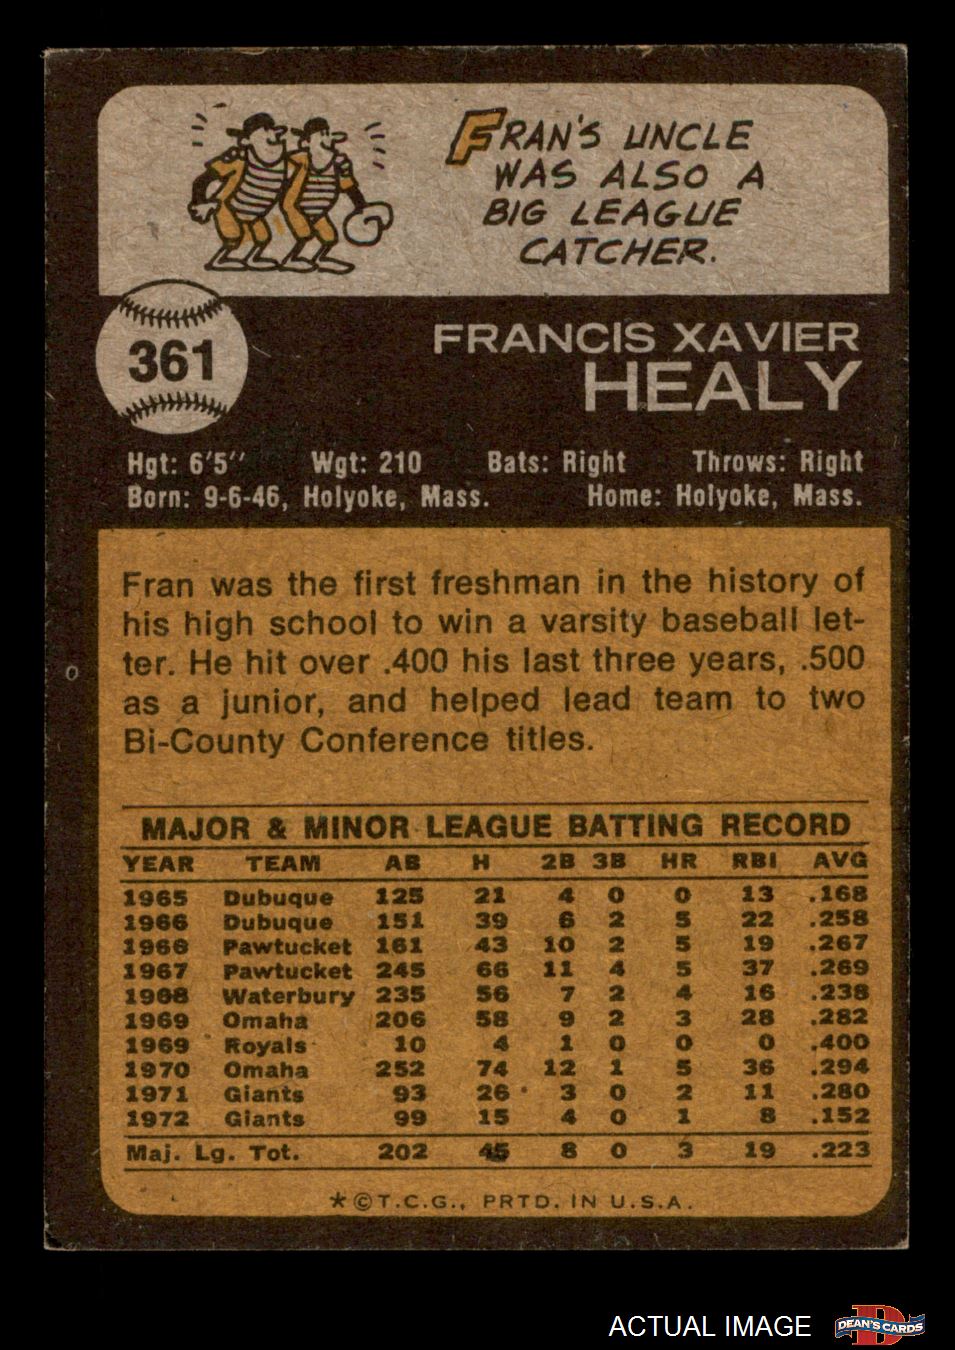 FRAN'S UNCLE
WAS ALSO A
BIG LEAGUE
CATCHER.
361
FRANCIS XAVIER
HEALY
Hgt: 6'5" Wgt: 210 Bats: Right Throws: Right
Born: 9-6-46, Holyoke, Mass. Home: Holyoke, Mass.
Fran was the first freshman in the history of
his high school to win a varsity baseball let-
ter. He hit over .400 his last three years, .500
as a junior, and helped lead team to two
Bi-County Conference titles.
MAJOR & MINOR LEAGUE BATTING RECORD
YEAR TEAM AB H 2B 3B HR RBI AVG
1965 Dubuque 125 21 4 0 0 13 .168
1966 Dubuque 151 39 6 2 5 22 .258
1966 Pawtucket 161 43 10 2 5 19 .267
1967 Pawtucket 245 66 11 4 5 37 .269
1968 Waterbury 235 56 7 2 4 16 .238
1969 Omaha 206 58 9 2 3 28 .282
1969 Royals 10 4 1 0 0 0 .400
1970 Omaha 252 74 12 1 5 36 .294
1971 Giants 93 26 3 0 2 11 .280
1972 Giants 99 15 4 0 1 8 .152
Maj. Lg. Tot. 202 45 8 0 3 19 .223
*©T.C.G., PRTD. IN U.S.A.
ACTUAL IMAGE
DEAN'S CARDS